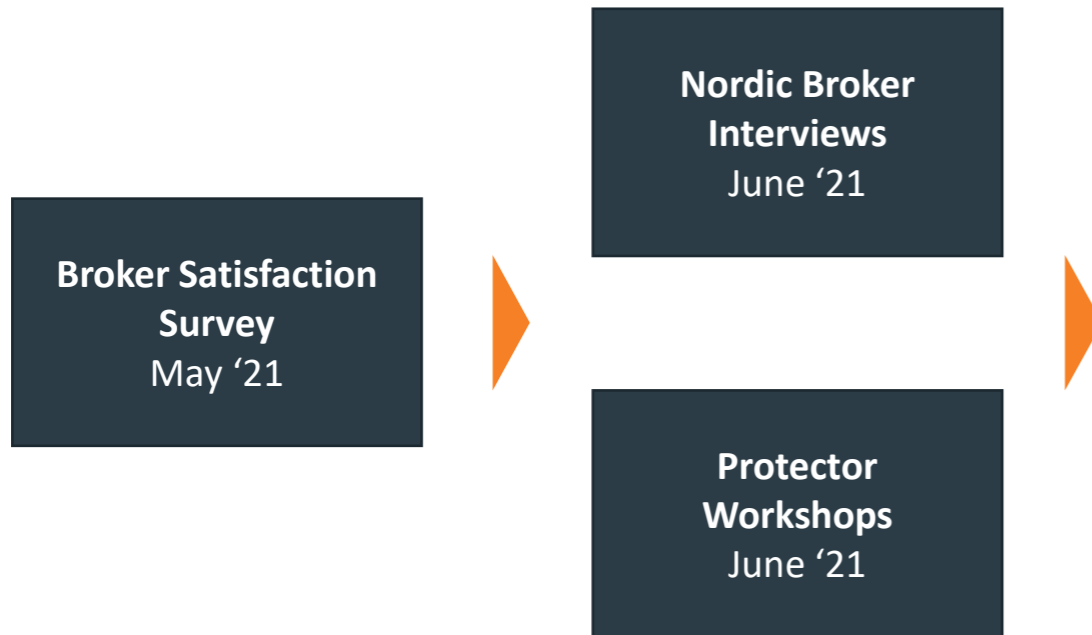 Broker Satisfaction
Survey
May ‘21
Nordic Broker
Interviews
June ‘21
Protector
Workshops
June ‘21